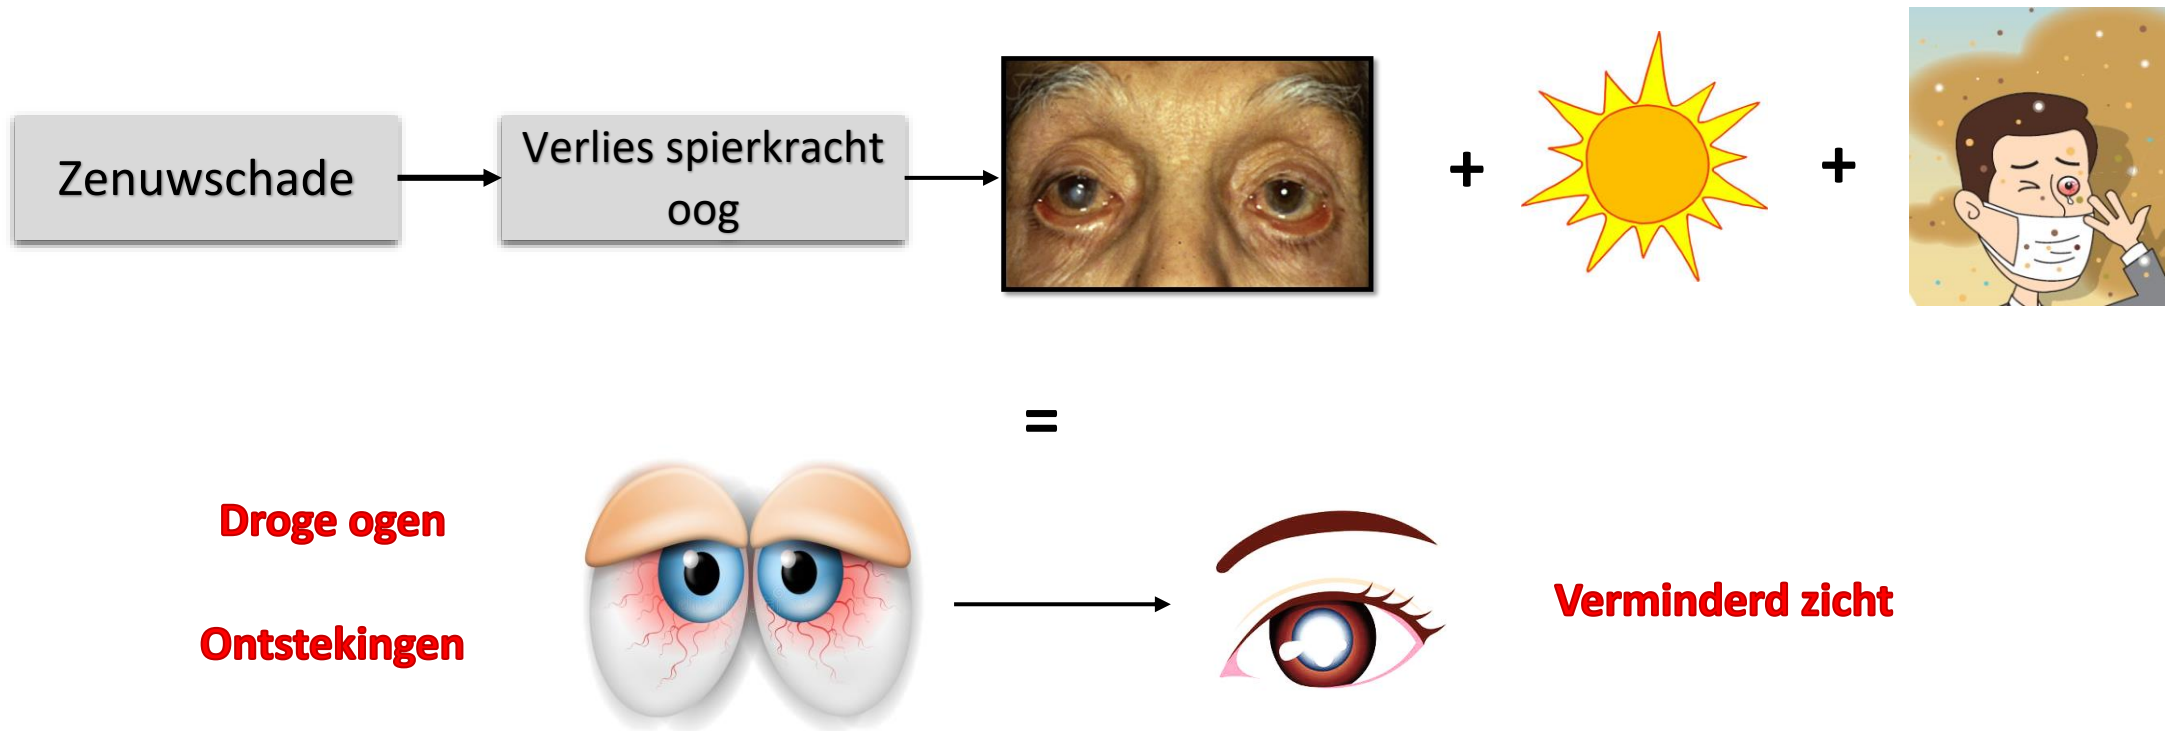 Zenuwschade
Verlies spierkracht
oog
+
+
=
Droge ogen
Ontstekingen
Verminderd zicht